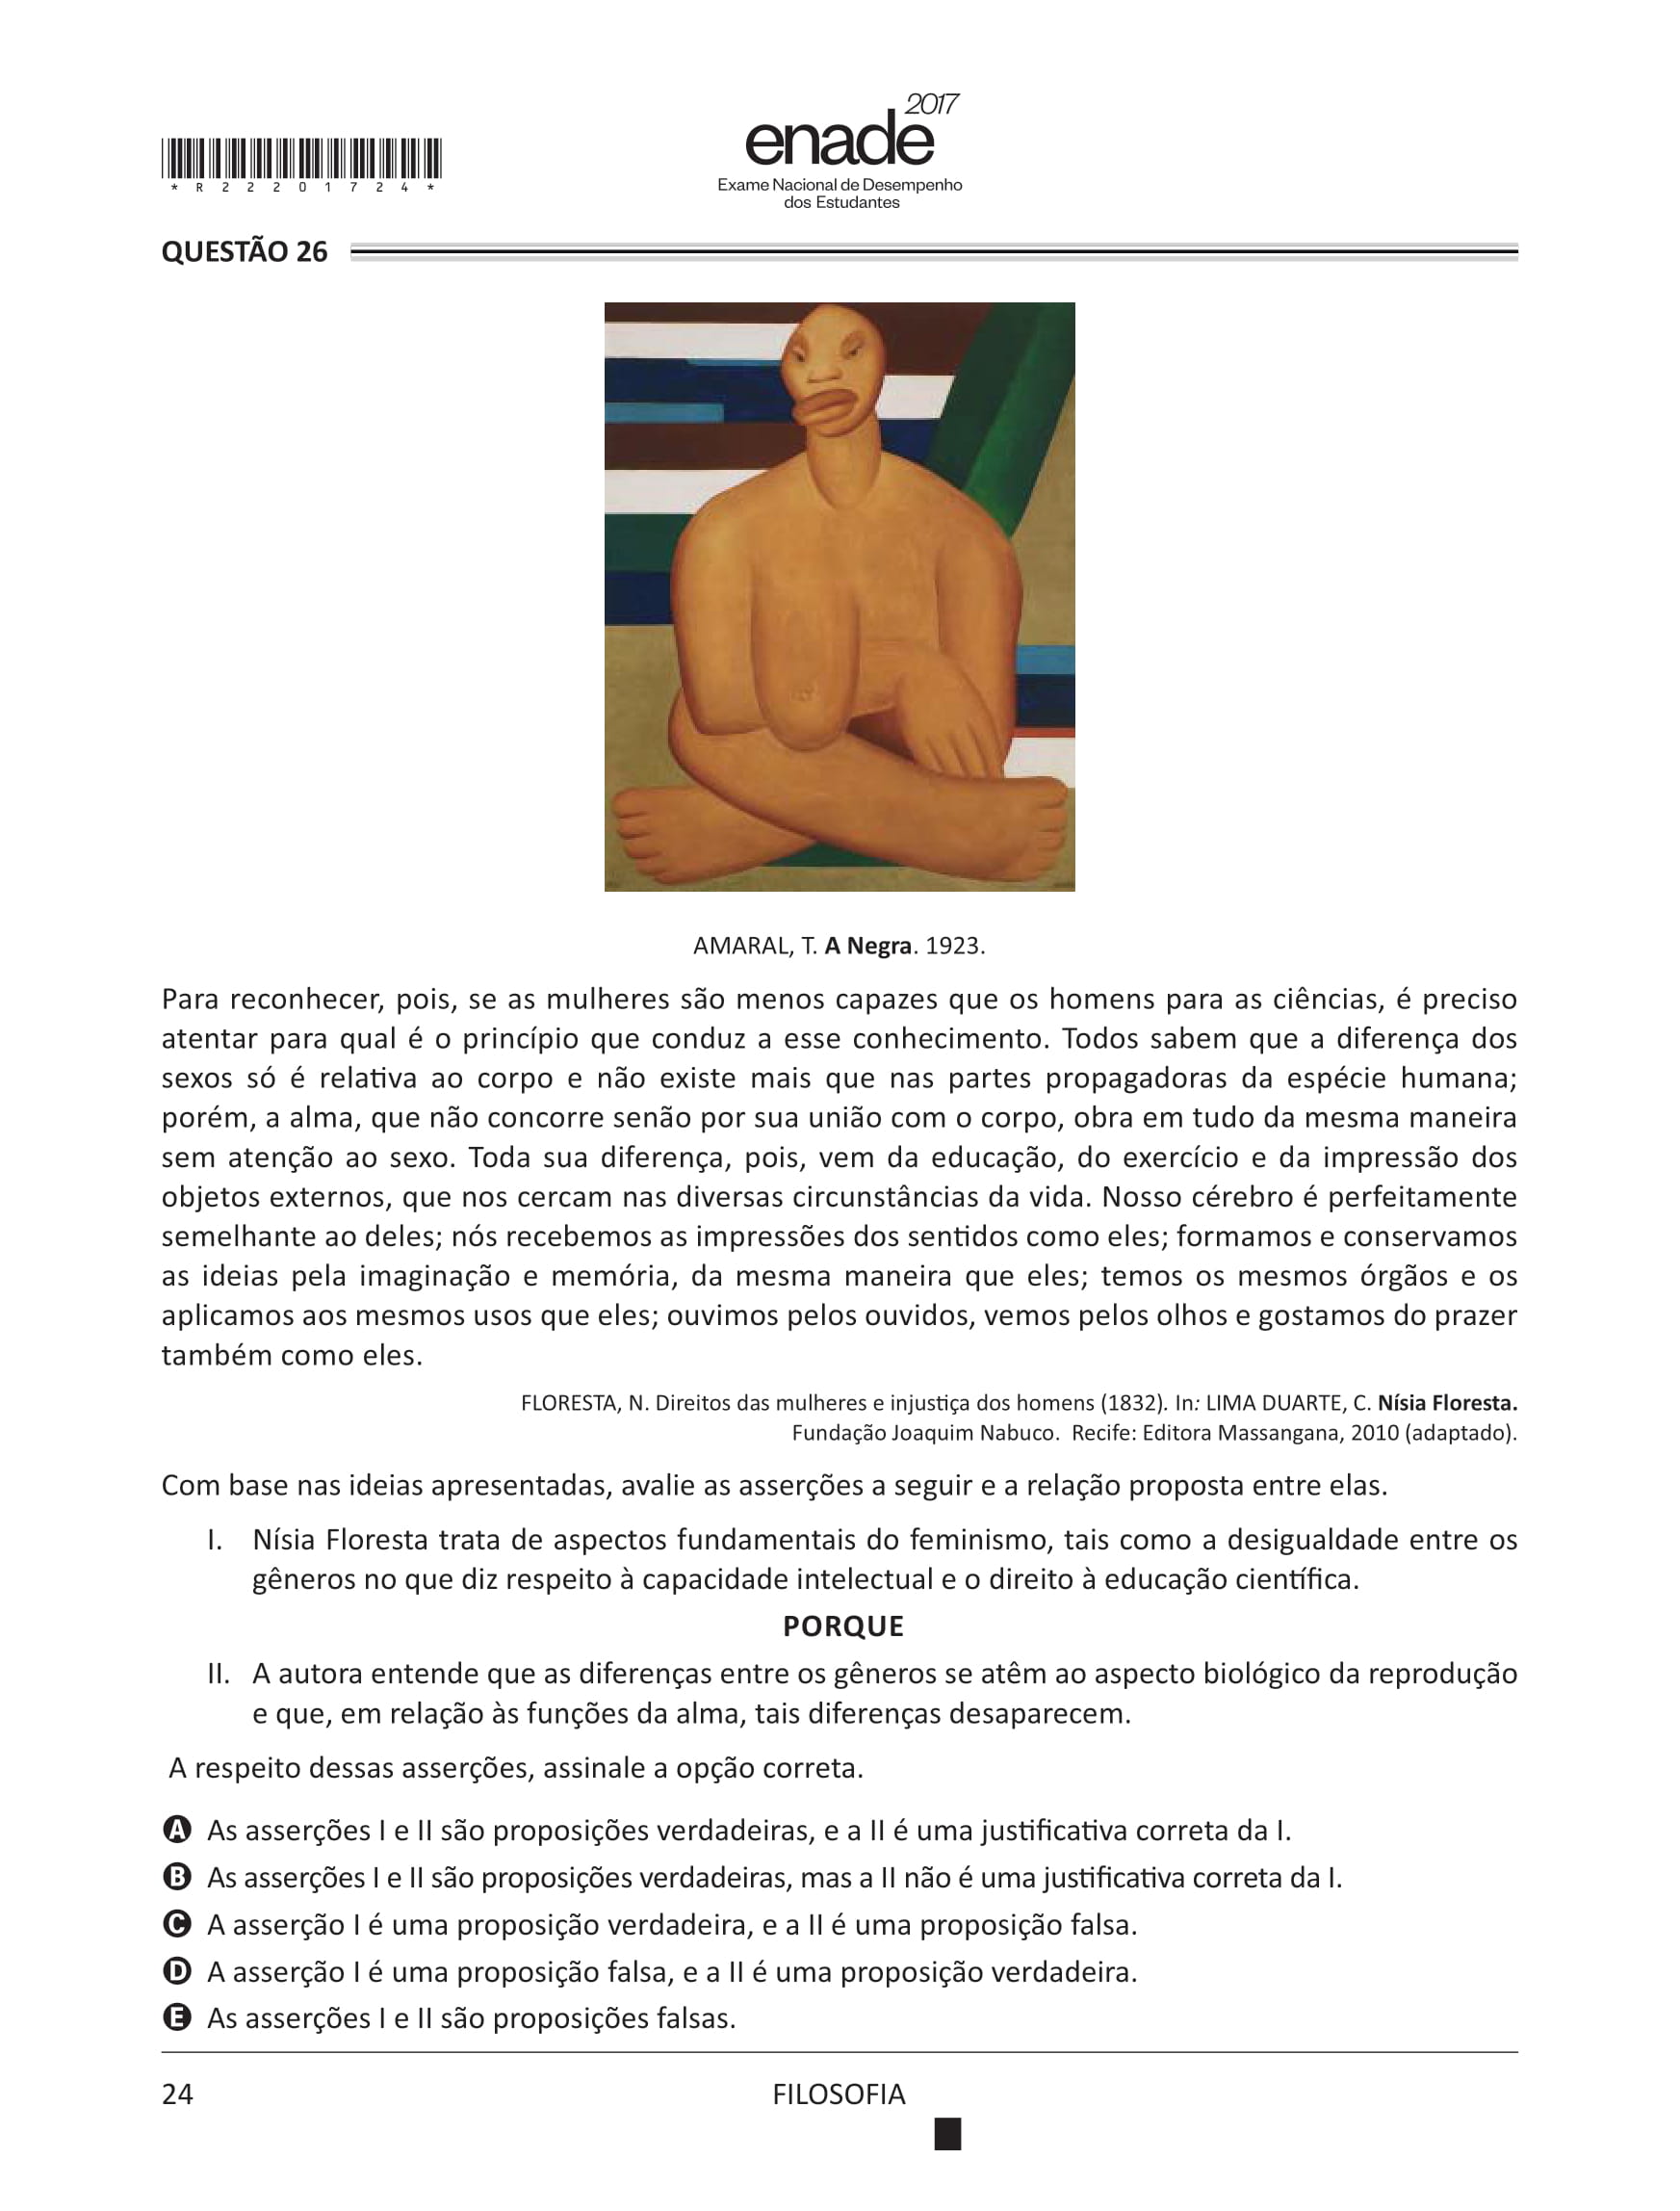 2017
enade
Exame Nacional de Desempenho
dos Estudantes
* R 2 2 2 0 1 7 2 4 *
QUESTÃO 26
AMARAL, T. A Negra. 1923.
Para reconhecer, pois, se as mulheres são menos capazes que os homens para as ciências, é preciso
atentar para qual é o princípio que conduz a esse conhecimento. Todos sabem que a diferença dos
sexos só é relativa ao corpo e não existe mais que nas partes propagadoras da espécie humana;
porém, a alma, que não concorre senão por sua união com o corpo, obra em tudo da mesma maneira
sem atenção ao sexo. Toda sua diferença, pois, vem da educação, do exercício e da impressão dos
objetos externos, que nos cercam nas diversas circunstâncias da vida. Nosso cérebro é perfeitamente
semelhante ao deles; nós recebemos as impressões dos sentidos como eles; formamos e conservamos
as ideias pela imaginação e memória, da mesma maneira que eles; temos os mesmos órgãos e os
aplicamos aos mesmos usos que eles; ouvimos pelos ouvidos, vemos pelos olhos e gostamos do prazer
também como eles.
FLORESTA, N. Direitos das mulheres e injustiça dos homens (1832). In: LIMA DUARTE, C. Nísia Floresta.
Fundação Joaquim Nabuco. Recife: Editora Massangana, 2010 (adaptado).
Com base nas ideias apresentadas, avalie as asserções a seguir e a relação proposta entre elas.
I. Nísia Floresta trata de aspectos fundamentais do feminismo, tais como a desigualdade entre os
gêneros no que diz respeito à capacidade intelectual e o direito à educação científica.
PORQUE
II. A autora entende que as diferenças entre os gêneros se atêm ao aspecto biológico da reprodução
e que, em relação às funções da alma, tais diferenças desaparecem.
A respeito dessas asserções, assinale a opção correta.
A As asserções I e II são proposições verdadeiras, e a II é uma justificativa correta da I.
B As asserções I e II são proposições verdadeiras, mas a II não é uma justificativa correta da I.
C A asserção I é uma proposição verdadeira, e a II é uma proposição falsa.
D A asserção I é uma proposição falsa, e a II é uma proposição verdadeira.
E As asserções I e II são proposições falsas.
24
FILOSOFIA